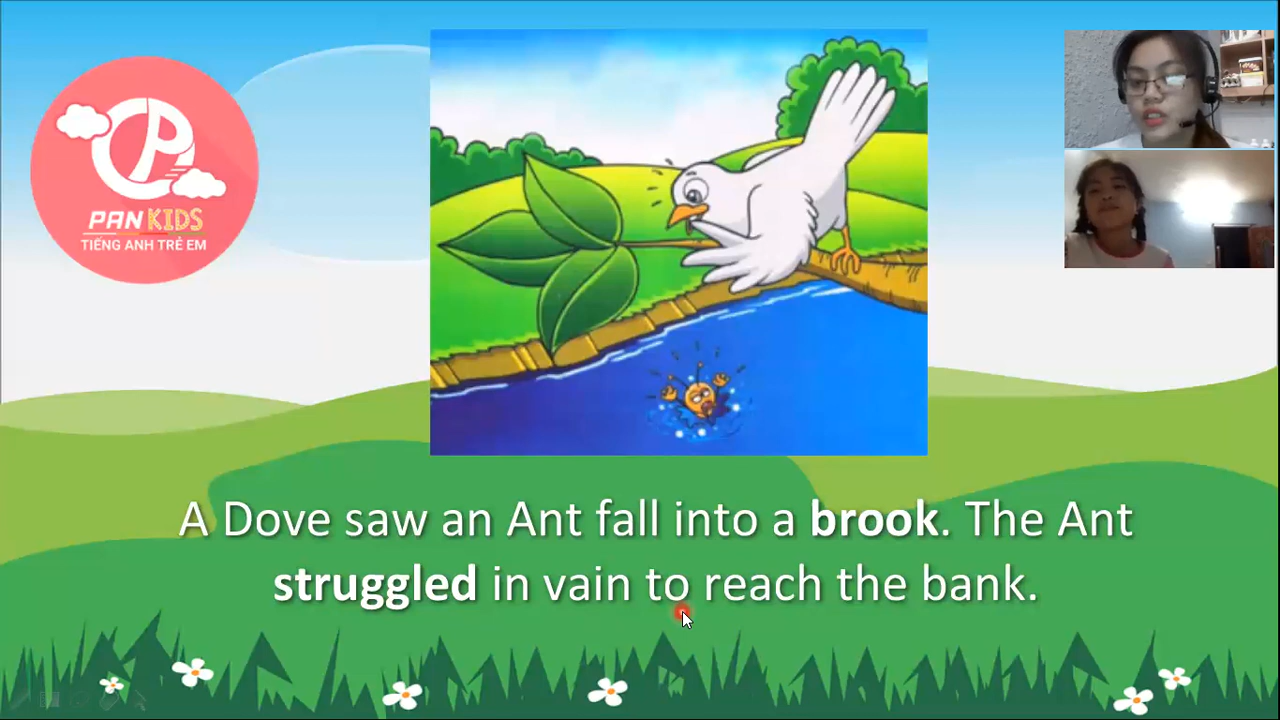 PAN KIDS
TIẾNG ANH TRẺ EM
A Dove saw an Ant fall into a brook. The Ant
struggled in vain to reach the bank.